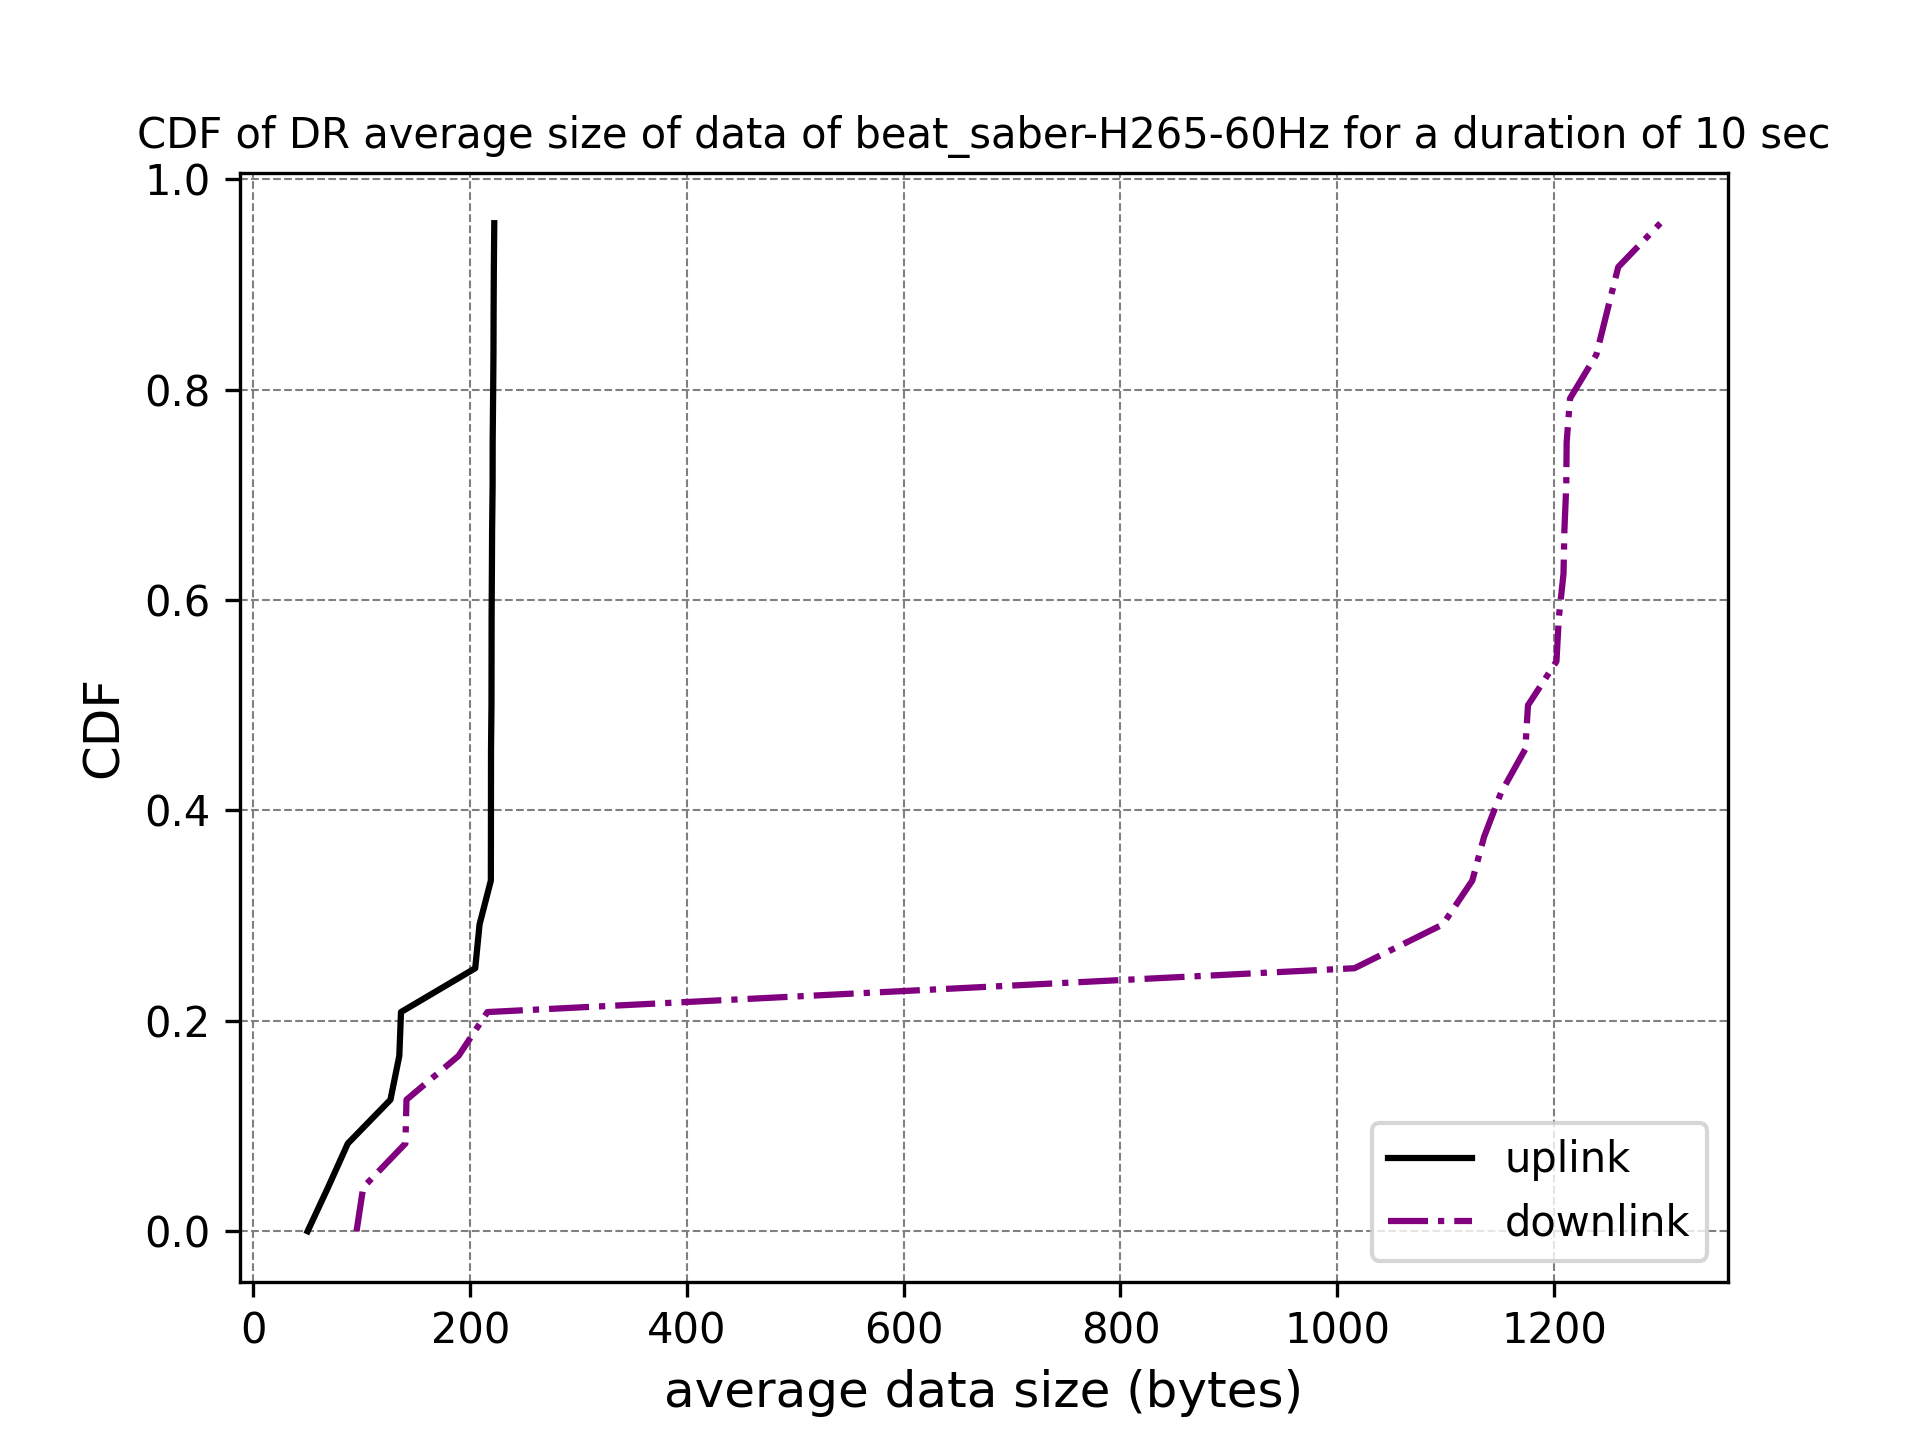 CDF of DR average size of data of beat_saber-H265-60Hz for a duration of 10 sec
1.0
0.8
0.6
0.4
0.2
0.0
CDF
0 200 400 600 800 1000 1200
average data size (bytes)
uplink
downlink